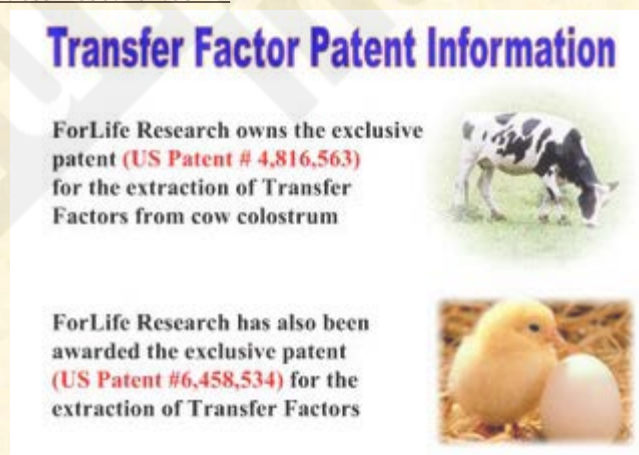 Transfer Factor Patent Information
ForLife Research owns the exclusive
patent (US Patent # 4,816,563)
for the extraction of Transfer
Factors from cow colostrum
ForLife Research has also been
awarded the exclusive patent
(US Patent #6,458,534) for the
extraction of Transfer Factors